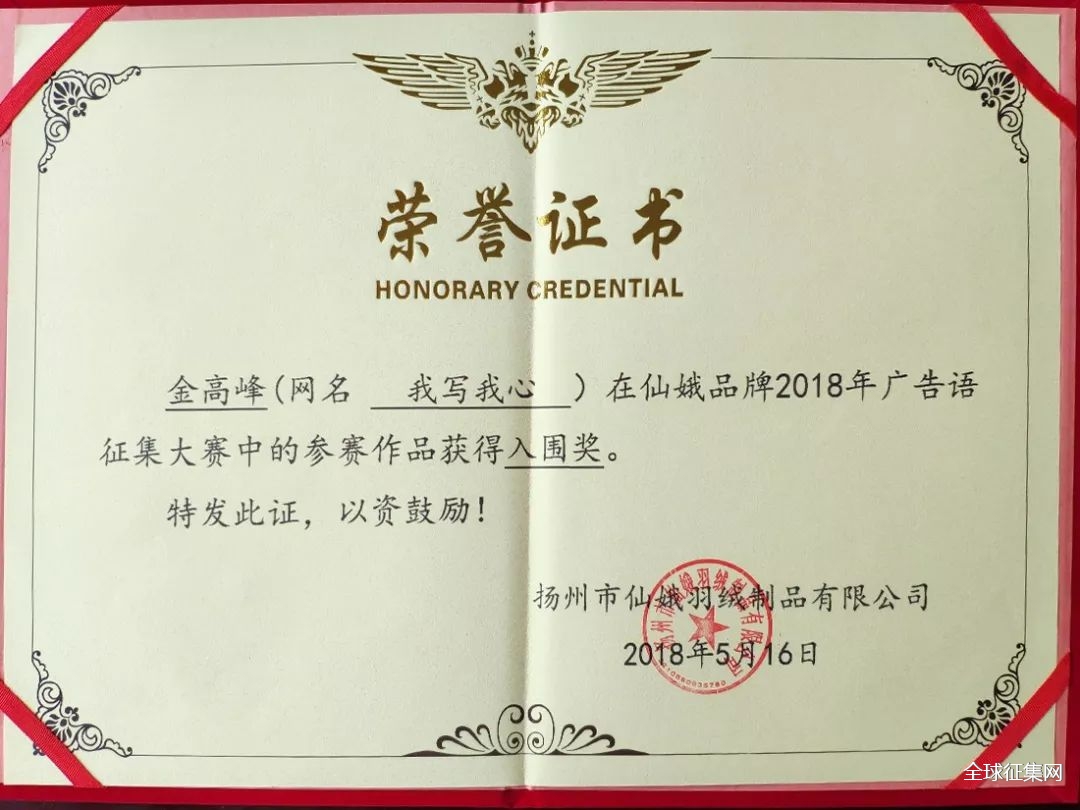 荣誉证书
HONORARY CREDENTIAL
金高峰(网名 我写我心 )在仙娥品牌2018年广告语
征集大赛中的参赛作品获得入围奖。
特发此证，以资鼓励！
扬州市仙娥羽绒制品有限公司
2018年5月16日
全球征集网